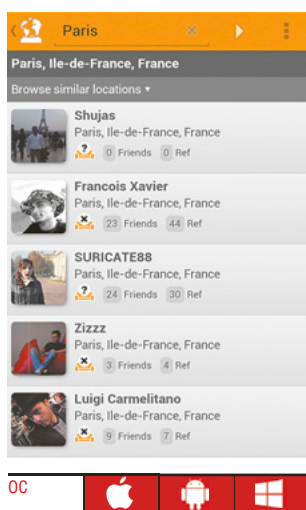 Paris
Paris, Ile-de-France, France
Browse similar locations
Shujas
Paris, Ile-de-France, France
? 0 Friends 0 Ref
Francois Xavier
Paris, Ile-de-France, France
x 23 Friends 44 Ref
SURICATE88
Paris, Ile-de-France, France
? 24 Friends 30 Ref
Zizzz
Paris, Ile-de-France, France
x 3 Friends 4 Ref
Luigi Carmelitano
Paris, Ile-de-France, France
x 9 Friends 7 Ref
OC